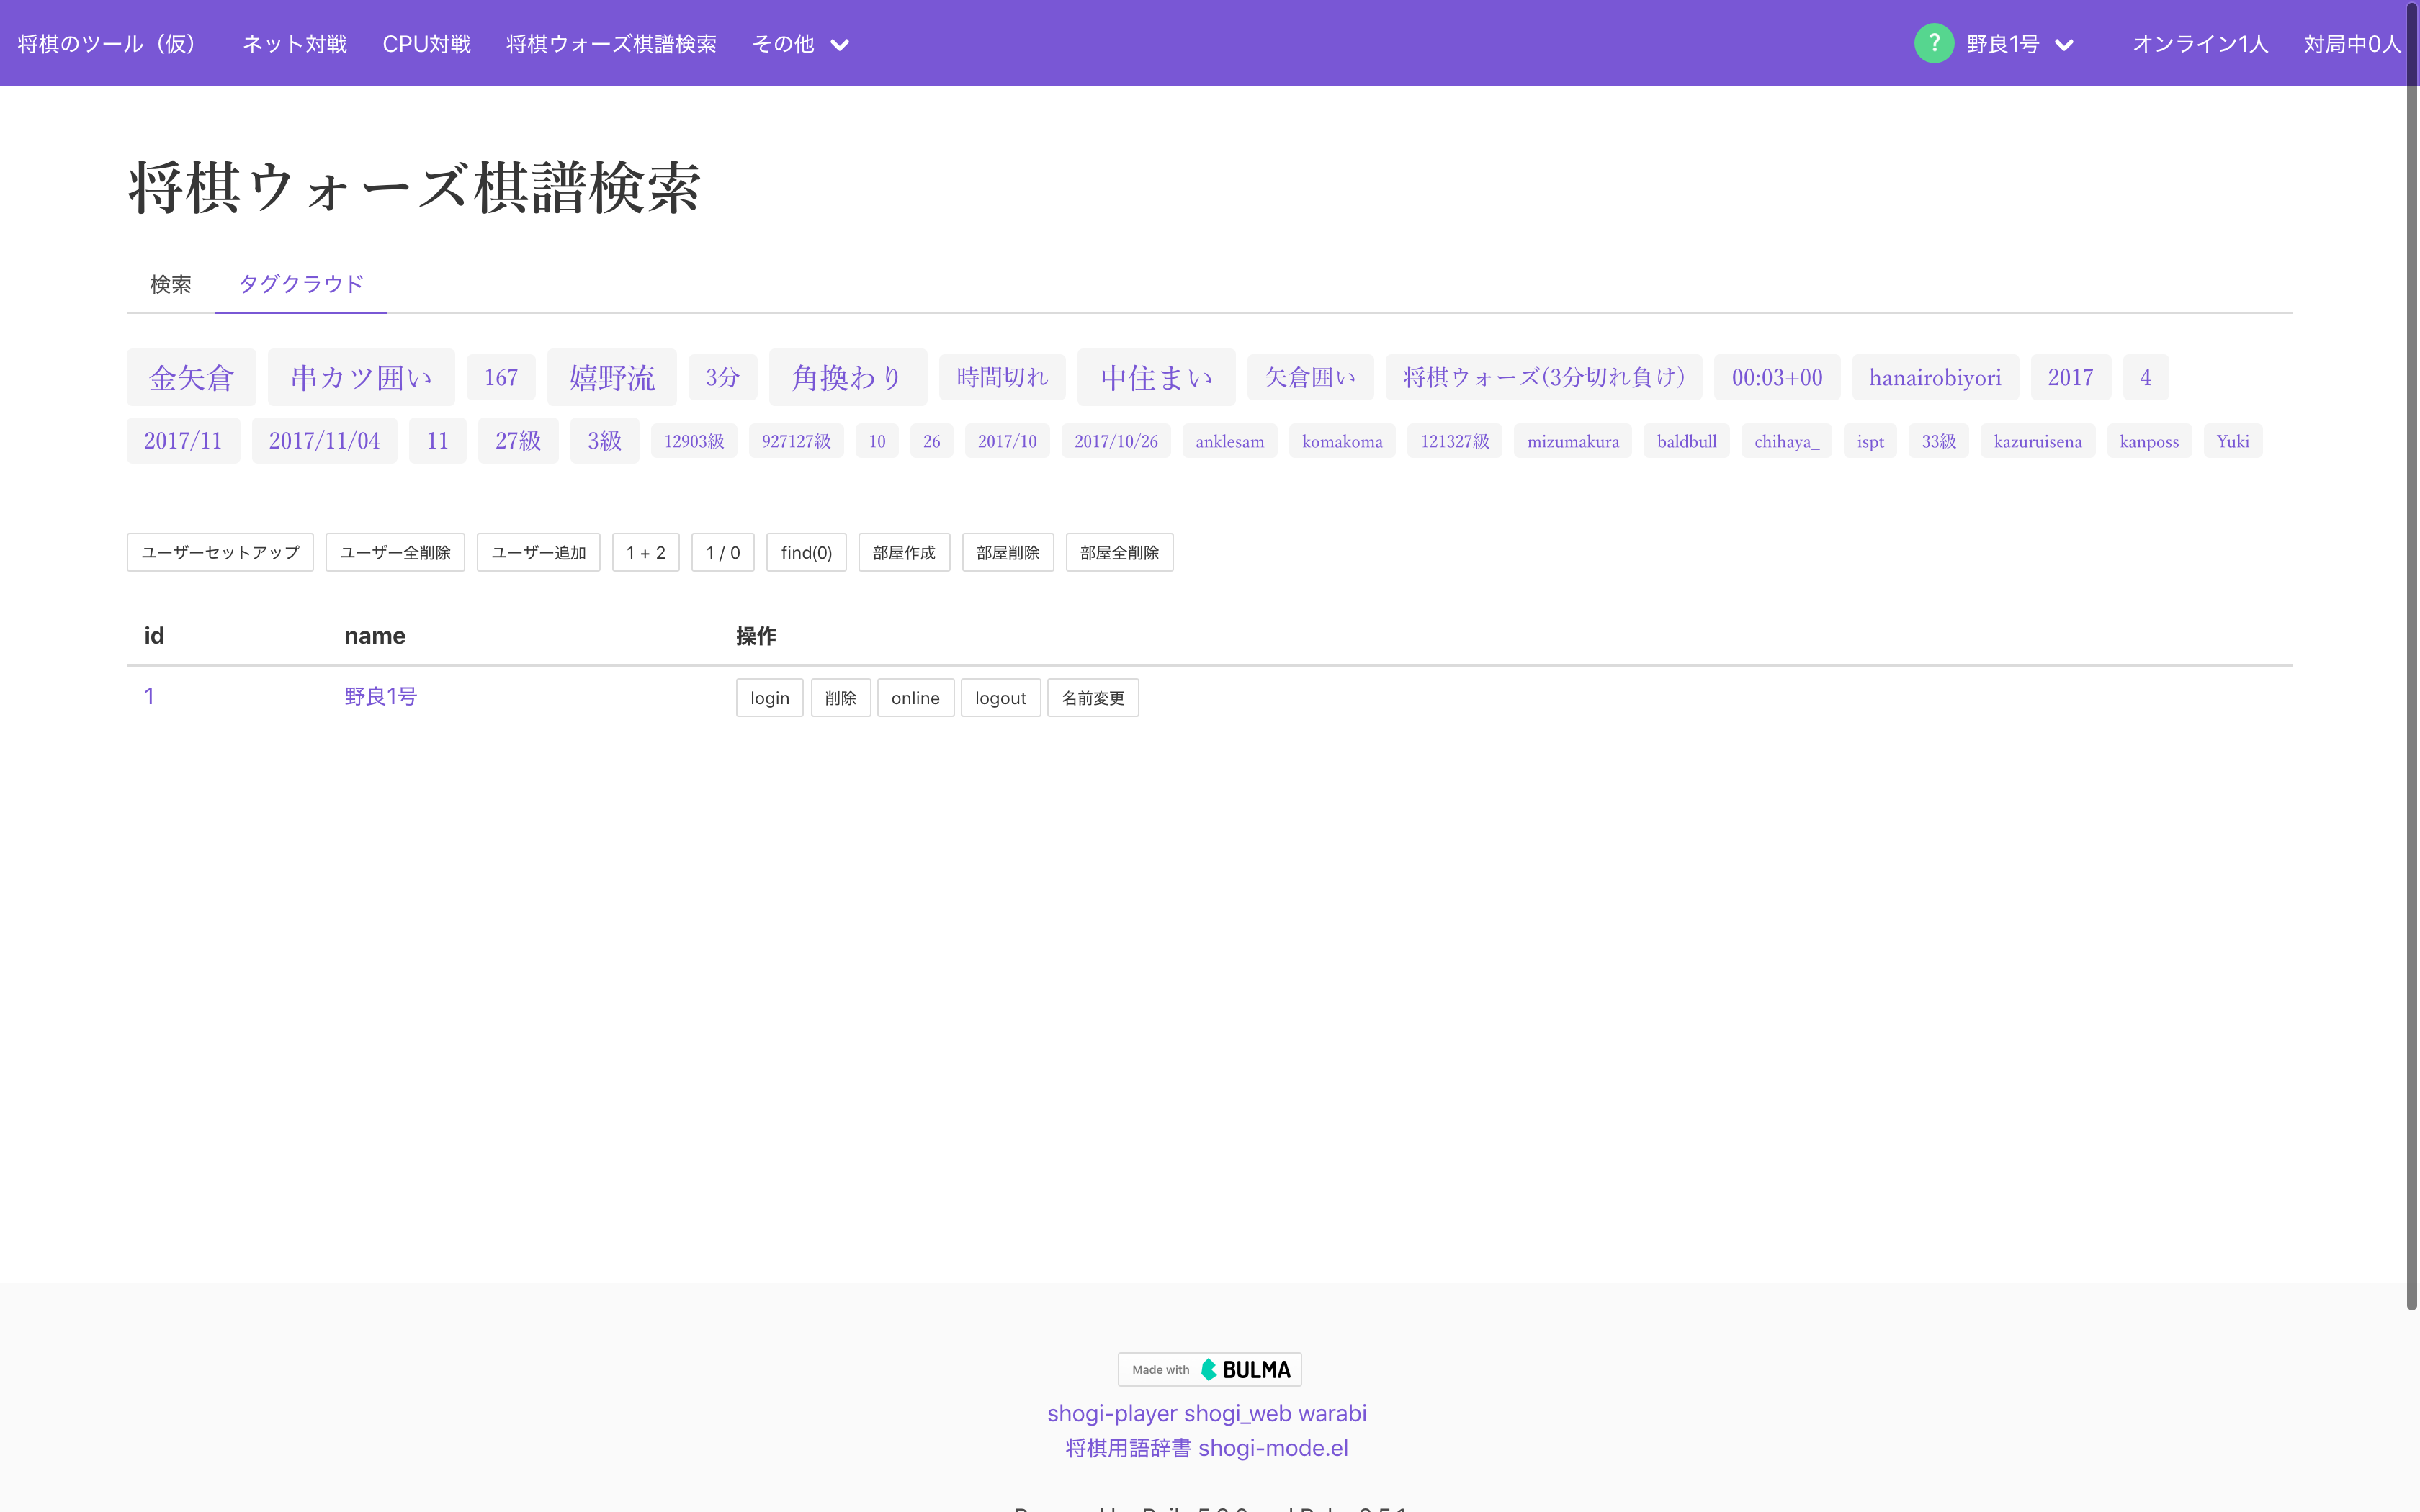 将棋のツール（仮） ネット対戦 CPU対戦 将棋ウォーズ棋譜検索 その他 ? 野良1号 オンライン1人 対局中0人
将棋ウォーズ棋譜検索
検索 タグクラウド
金矢倉 串カツ囲い 167 嬉野流 3分 角換わり 時間切れ 中住まい 矢倉囲い 将棋ウォーズ(3分切れ負け) 00:03+00 hanairobiyori 2017 4
2017/11 2017/11/04 11 27級 3級 12903級 927127級 10 26 2017/10 2017/10/26 anklesam komakoma 121327級 mizumakura baldbull chihaya_ ispt 33級 kazuruisena kanposs Yuki
ユーザーセットアップ ユーザー全削除 ユーザー追加 1 + 2 1 / 0 find(0) 部屋作成 部屋削除 部屋全削除
id name 操作
1 野良1号 login 削除 online logout 名前変更
Made with BULMA
shogi-player shogi_web warabi
将棋用語辞書 shogi-mode.el